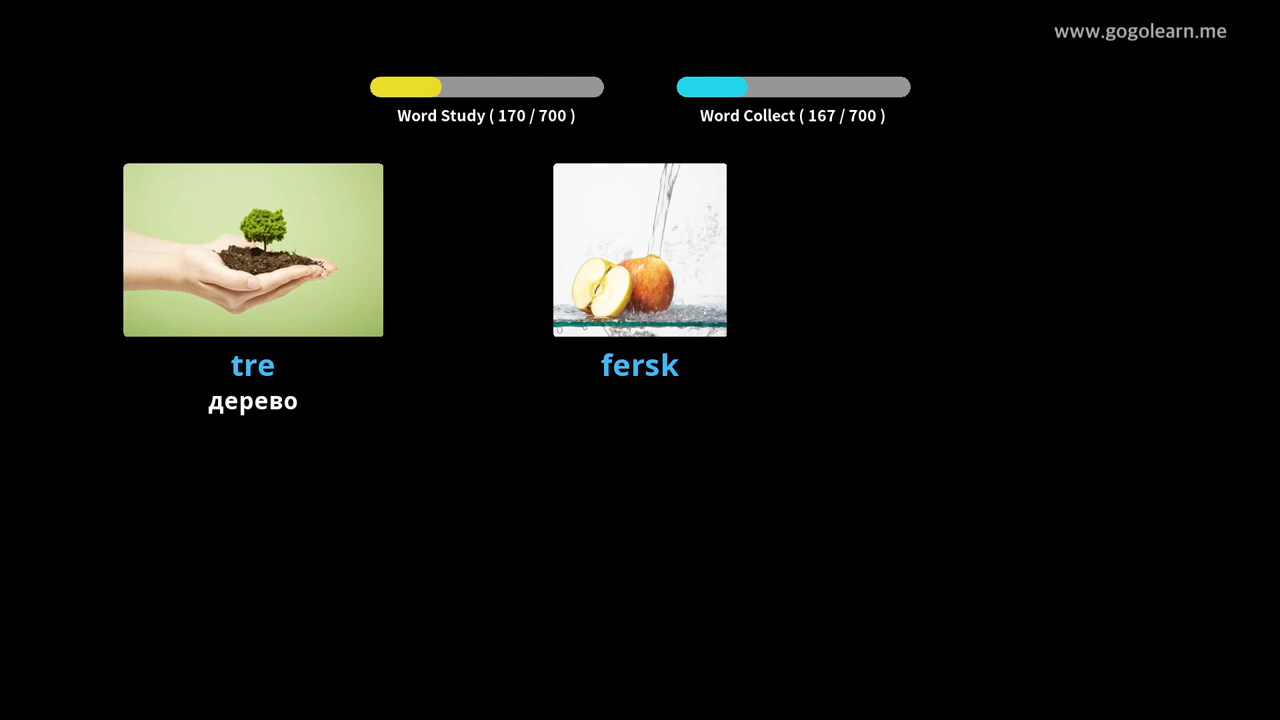 www.gogolearn.me
Word Study ( 170 / 700 )
Word Collect ( 167 / 700 )
tre
дерево
fersk